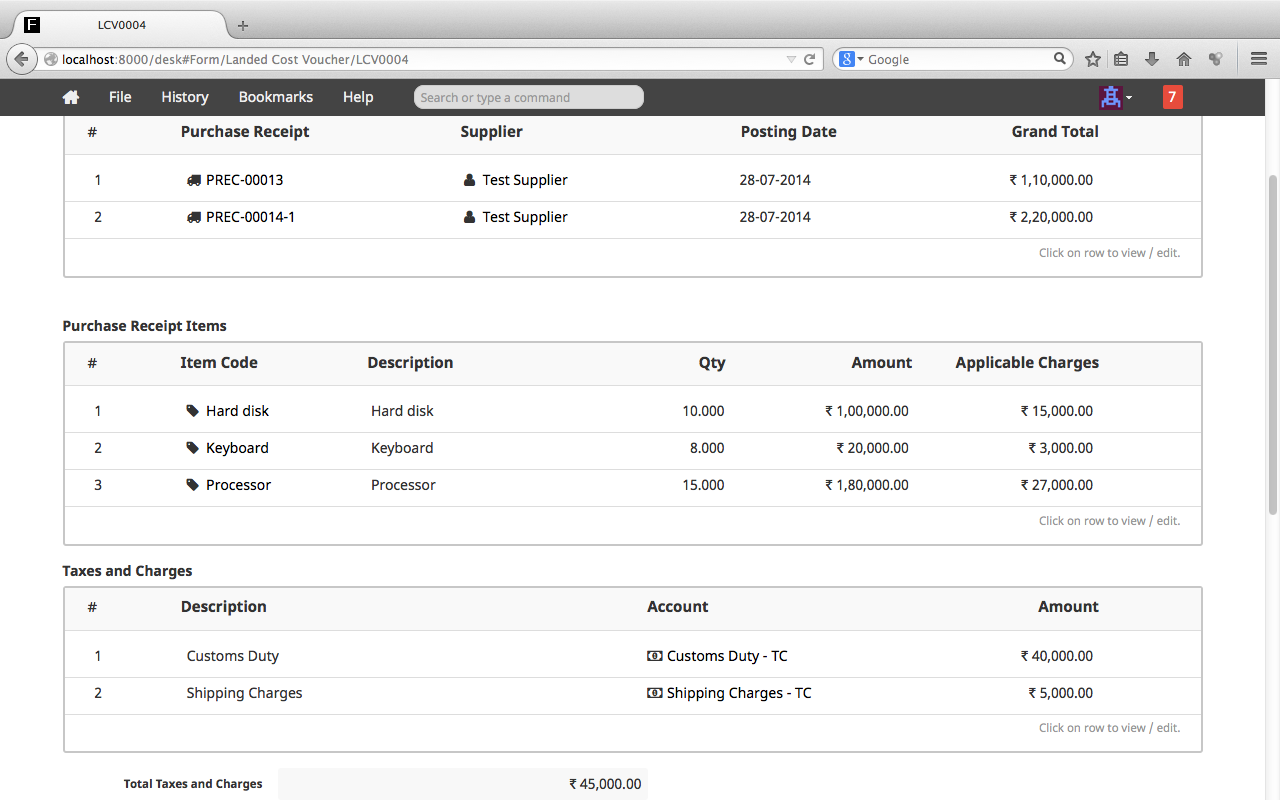 LCV0004
localhost:8000/desk#Form/Landed Cost Voucher/LCV0004
Google
File History Bookmarks Help Search or type a command 7
# Purchase Receipt Supplier Posting Date Grand Total
1 PREC-00013 Test Supplier 28-07-2014 ₹ 1,10,000.00
2 PREC-00014-1 Test Supplier 28-07-2014 ₹ 2,20,000.00
Click on row to view / edit.
Purchase Receipt Items
# Item Code Description Qty Amount Applicable Charges
1 Hard disk Hard disk 10.000 ₹ 1,00,000.00 ₹ 15,000.00
2 Keyboard Keyboard 8.000 ₹ 20,000.00 ₹ 3,000.00
3 Processor Processor 15.000 ₹ 1,80,000.00 ₹ 27,000.00
Click on row to view / edit.
Taxes and Charges
# Description Account Amount
1 Customs Duty Customs Duty - TC ₹ 40,000.00
2 Shipping Charges Shipping Charges - TC ₹ 5,000.00
Click on row to view / edit.
Total Taxes and Charges ₹ 45,000.00